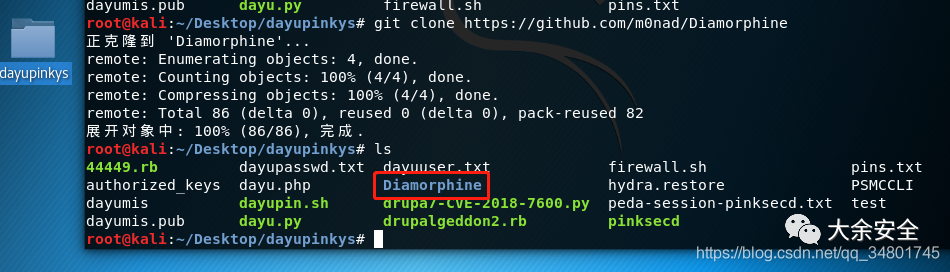 dayupin.sh dayu.php firewall.sh pins.txt
root@kali:~/Desktop/dayupinkys# git clone https://github.com/m0nad/Diamorphine
正克隆到 'Diamorphine'...
remote: Enumerating objects: 4, done.
remote: Counting objects: 100% (4/4), done.
remote: Compressing objects: 100% (4/4), done.
remote: Total 86 (delta 0), reused 0 (delta 0), pack-reused 82
展开对象中: 100% (86/86), 完成.
root@kali:~/Desktop/dayupinkys# ls
44449.rb dayupasswd.txt dayuuser.txt firewall.sh pins.txt
authorized_keys dayu.php Diamorphine hydra.restore PSMCCLI
dayumis dayupin.sh drupa7-CVE-2018-7600.py peda-session-pinksecd.txt test
dayumis.pub dayu.py drupalgeddon2.rb pinksecd
root@kali:~/Desktop/dayupinkys#
dayupinkys
大余安全
https://blog.csdn.net/qq_34801745